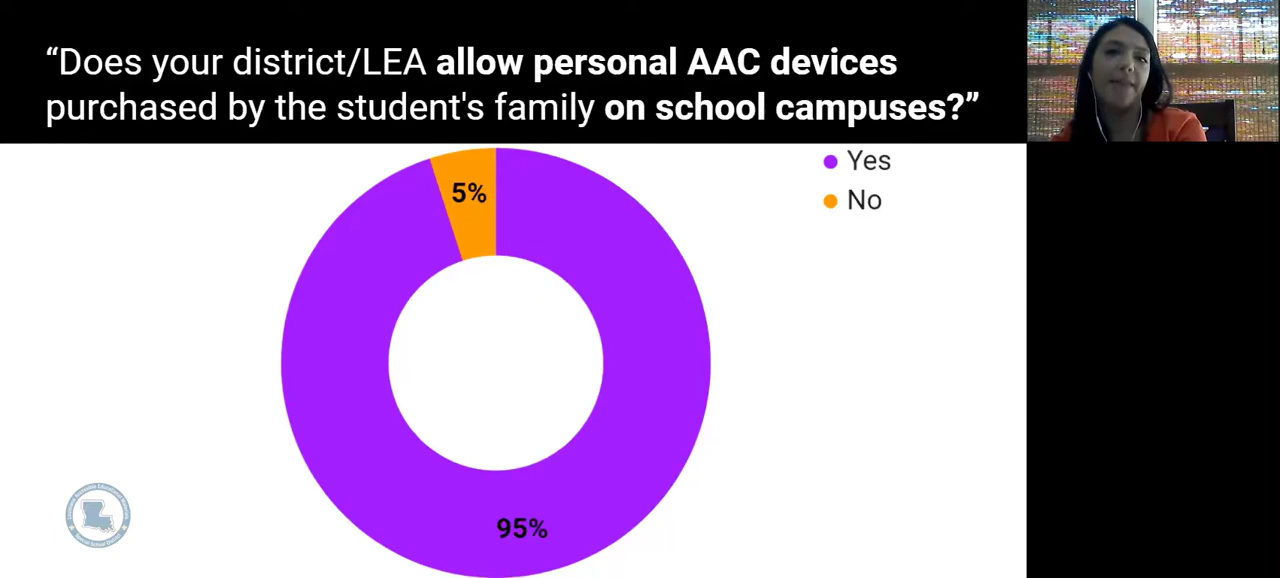 “Does your district/LEA allow personal AAC devices
purchased by the student's family on school campuses?”
Yes
No
5%
95%